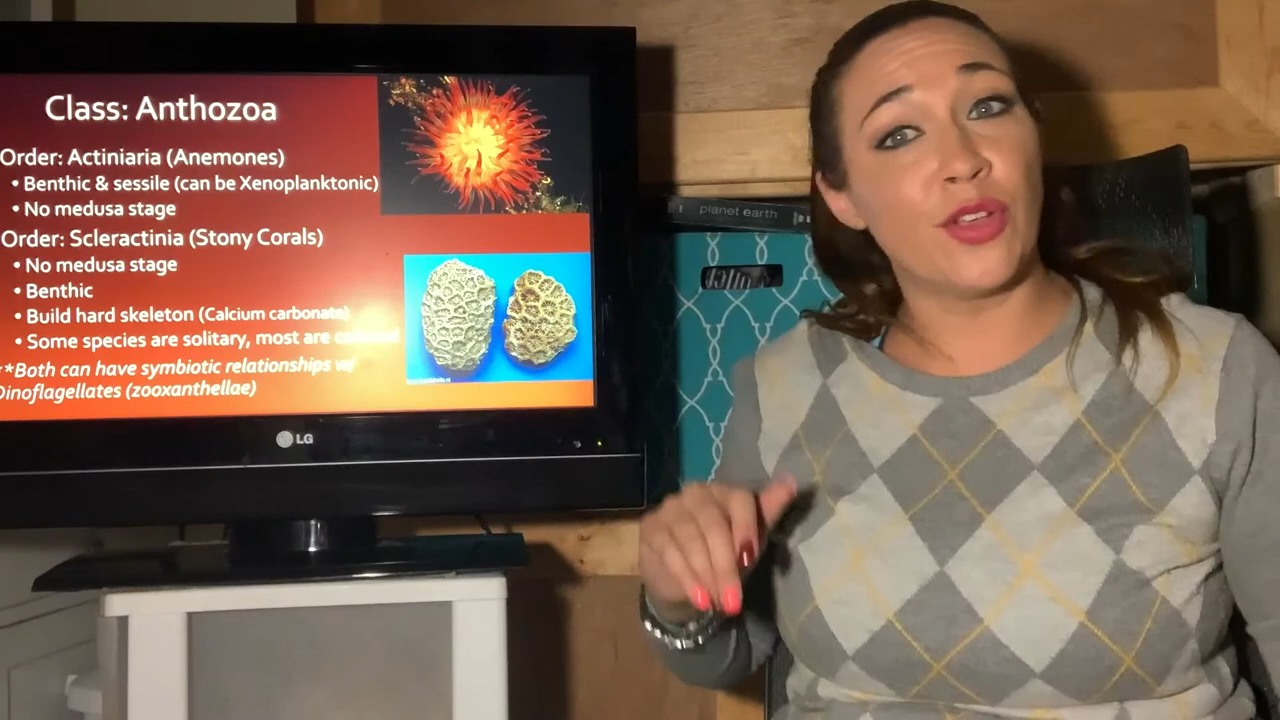 Class: Anthozoa
Order: Actiniaria (Anemones)
• Benthic & sessile (can be Xenoplanktonic)
• No medusa stage
Order: Scleractinia (Stony Corals)
• No medusa stage
• Benthic
• Build hard skeleton (Calcium carbonate)
• Some species are solitary, most are
**Both can have symbiotic relationships w/
Dinoflagellates (zooxanthellae)
LG
planet earth